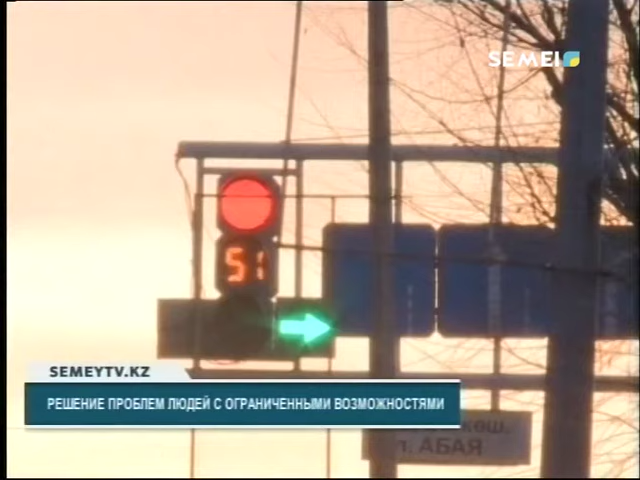 SEMEI
51
SEMEYTV.KZ
РЕШЕНИЕ ПРОБЛЕМ ЛЮДЕЙ С ОГРАНИЧЕННЫМИ ВОЗМОЖНОСТЯМИ
көш.
АБАЯ